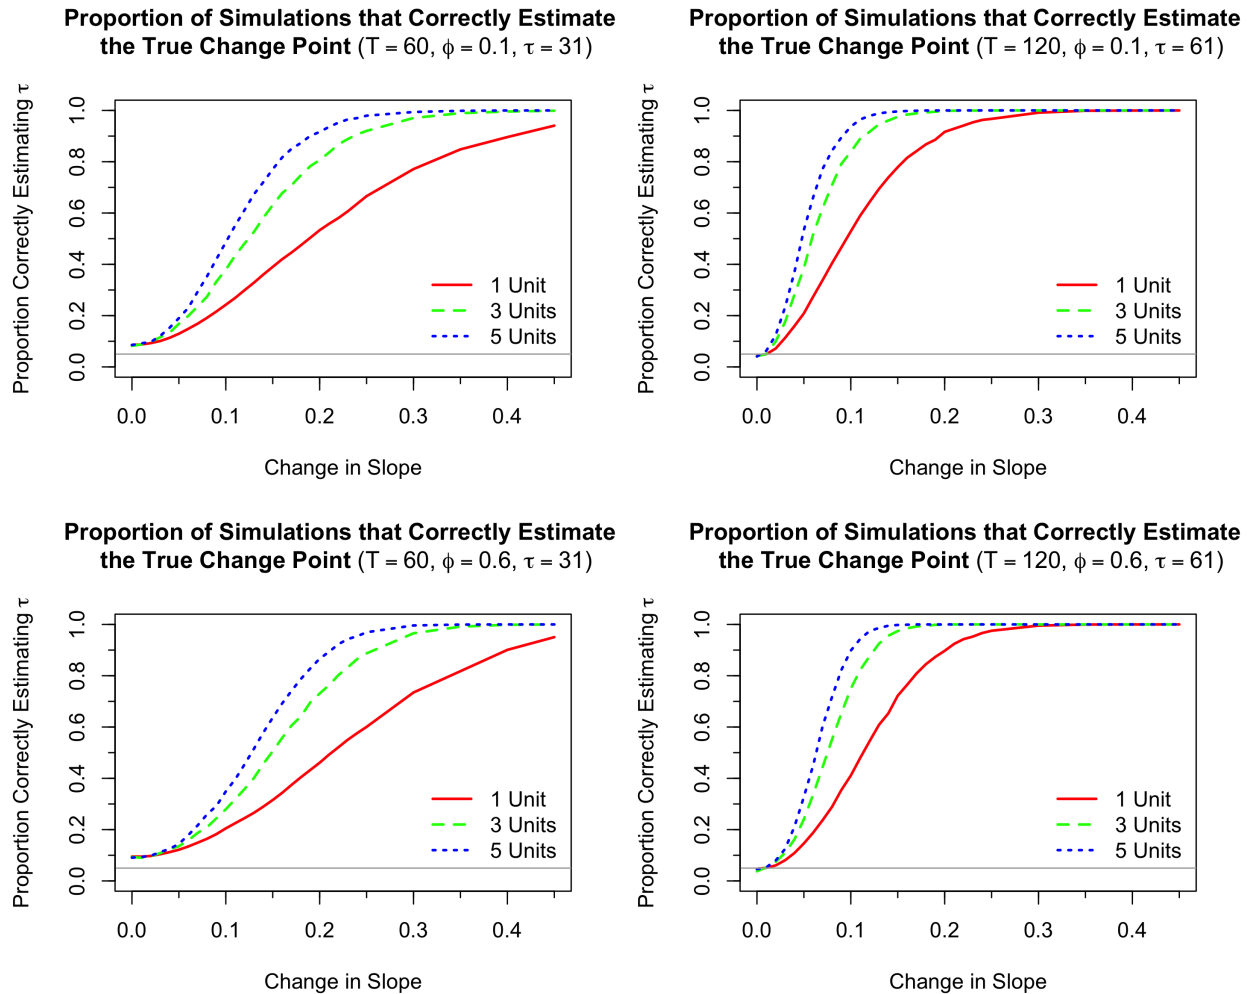 Proportion of Simulations that Correctly Estimate
the True Change Point (T = 60, ϕ = 0.1, τ = 31)
Proportion Correctly Estimating τ
1.0
0.8
0.6
0.4
0.2
0.0
1 Unit
3 Units
5 Units
0.0 0.1 0.2 0.3 0.4
Change in Slope
Proportion of Simulations that Correctly Estimate
the True Change Point (T = 120, ϕ = 0.1, τ = 61)
Proportion Correctly Estimating τ
1.0
0.8
0.6
0.4
0.2
0.0
1 Unit
3 Units
5 Units
0.0 0.1 0.2 0.3 0.4
Change in Slope
Proportion of Simulations that Correctly Estimate
the True Change Point (T = 60, ϕ = 0.6, τ = 31)
Proportion Correctly Estimating τ
1.0
0.8
0.6
0.4
0.2
0.0
1 Unit
3 Units
5 Units
0.0 0.1 0.2 0.3 0.4
Change in Slope
Proportion of Simulations that Correctly Estimate
the True Change Point (T = 120, ϕ = 0.6, τ = 61)
Proportion Correctly Estimating τ
1.0
0.8
0.6
0.4
0.2
0.0
1 Unit
3 Units
5 Units
0.0 0.1 0.2 0.3 0.4
Change in Slope